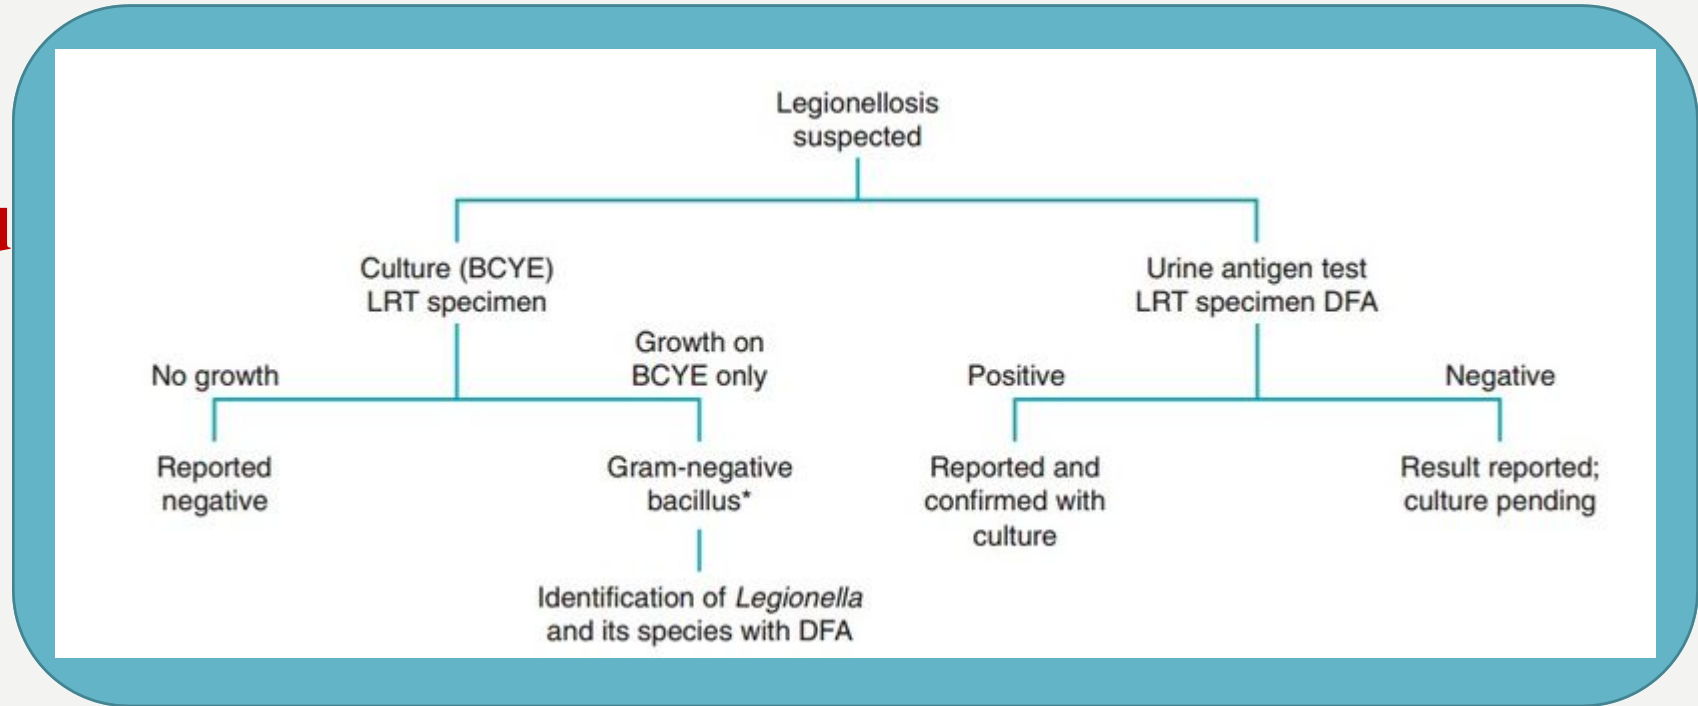 Legionellosis
suspected
Culture (BCYE)
LRT specimen
Urine antigen test
LRT specimen DFA
No growth
Growth on
BCYE only
Positive
Negative
Reported
negative
Gram-negative
bacillus*
Reported and
confirmed with
culture
Result reported;
culture pending
Identification of Legionella
and its species with DFA